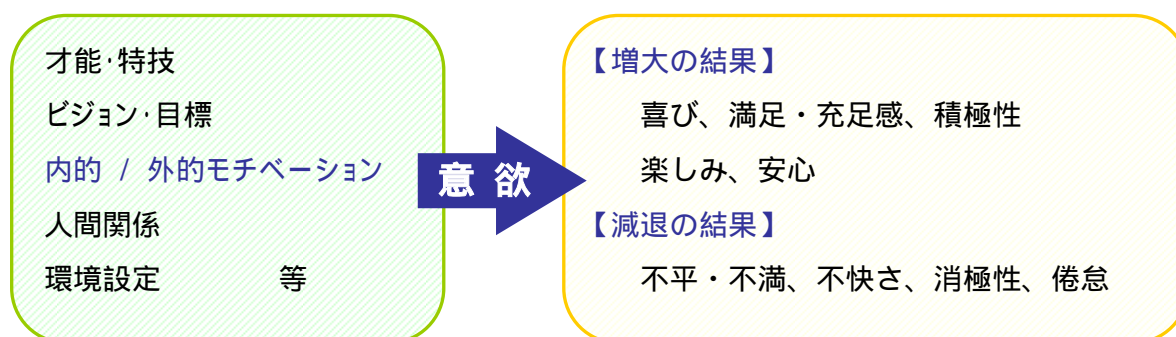 才能･特技
ビジョン･目標
内的 / 外的モチベーション
人間関係
環境設定 等
意 欲
【増大の結果】
喜び、満足・充足感、積極性
楽しみ、安心
【減退の結果】
不平・不満、不快さ、消極性、倦怠